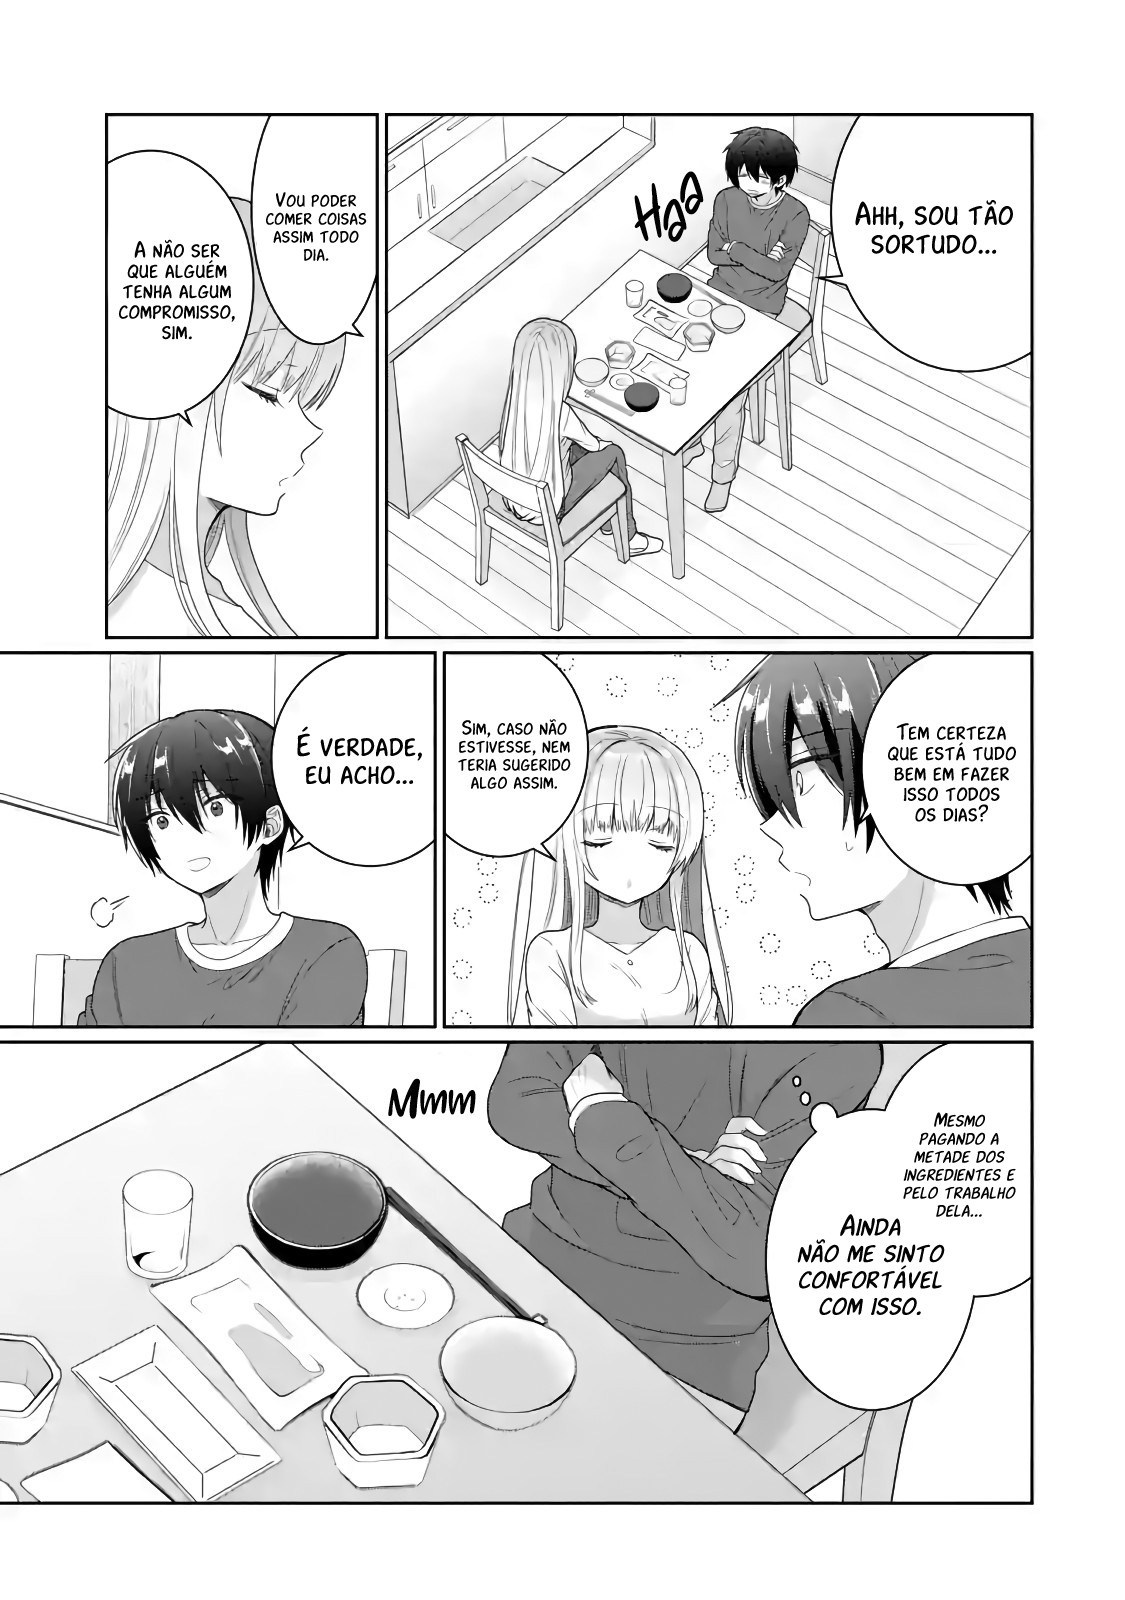 AHH, SOU TÃO
SORTUDO...
Haa
VOU PODER
COMER COISAS
ASSIM TODO
DIA.
A NÃO SER
QUE ALGUÉM
TENHA ALGUM
COMPROMISSO,
SIM.
TEM CERTEZA
QUE ESTÁ TUDO
BEM EM FAZER
ISSO TODOS
OS DIAS?
SIM, CASO NÃO
ESTIVESSE, NEM
TERIA SUGERIDO
ALGO ASSIM.
É VERDADE,
EU ACHO...
Mmm
MESMO
PAGANDO A
METADE DOS
INGREDIENTES E
PELO TRABALHO
DELA...
AINDA
NÃO ME SINTO
CONFORTÁVEL
COM ISSO.